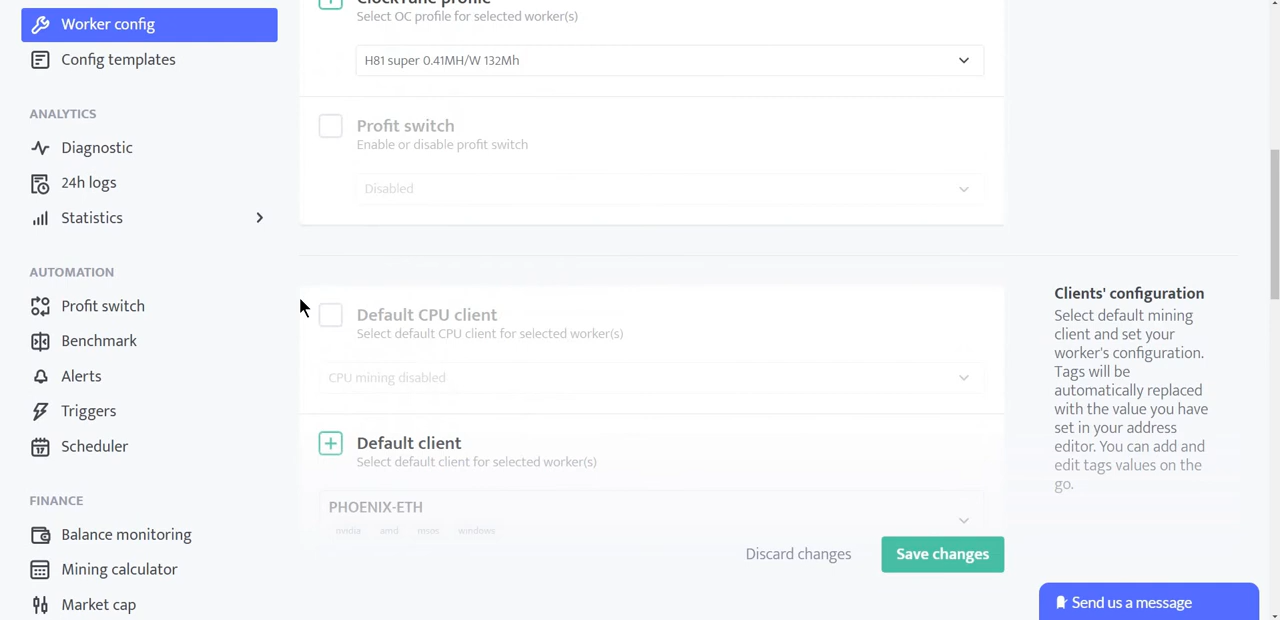 Worker config
Config templates
ANALYTICS
Diagnostic
24h logs
Statistics
AUTOMATION
Profit switch
Benchmark
Alerts
Triggers
Scheduler
FINANCE
Balance monitoring
Mining calculator
Market cap
ClockTune profile
Select OC profile for selected worker(s)
H81 super 0.41MH/W 132Mh
Profit switch
Enable or disable profit switch
Disabled
Default CPU client
Select default CPU client for selected worker(s)
CPU mining disabled
Default client
Select default client for selected worker(s)
PHOENIX-ETH
nvidia amd msos windows
Discard changes
Save changes
Clients' configuration
Select default mining
client and set your
worker's configuration.
Tags will be
automatically replaced
with the value you have
set in your address
editor. You can add and
edit tags values on the
go.
Send us a message